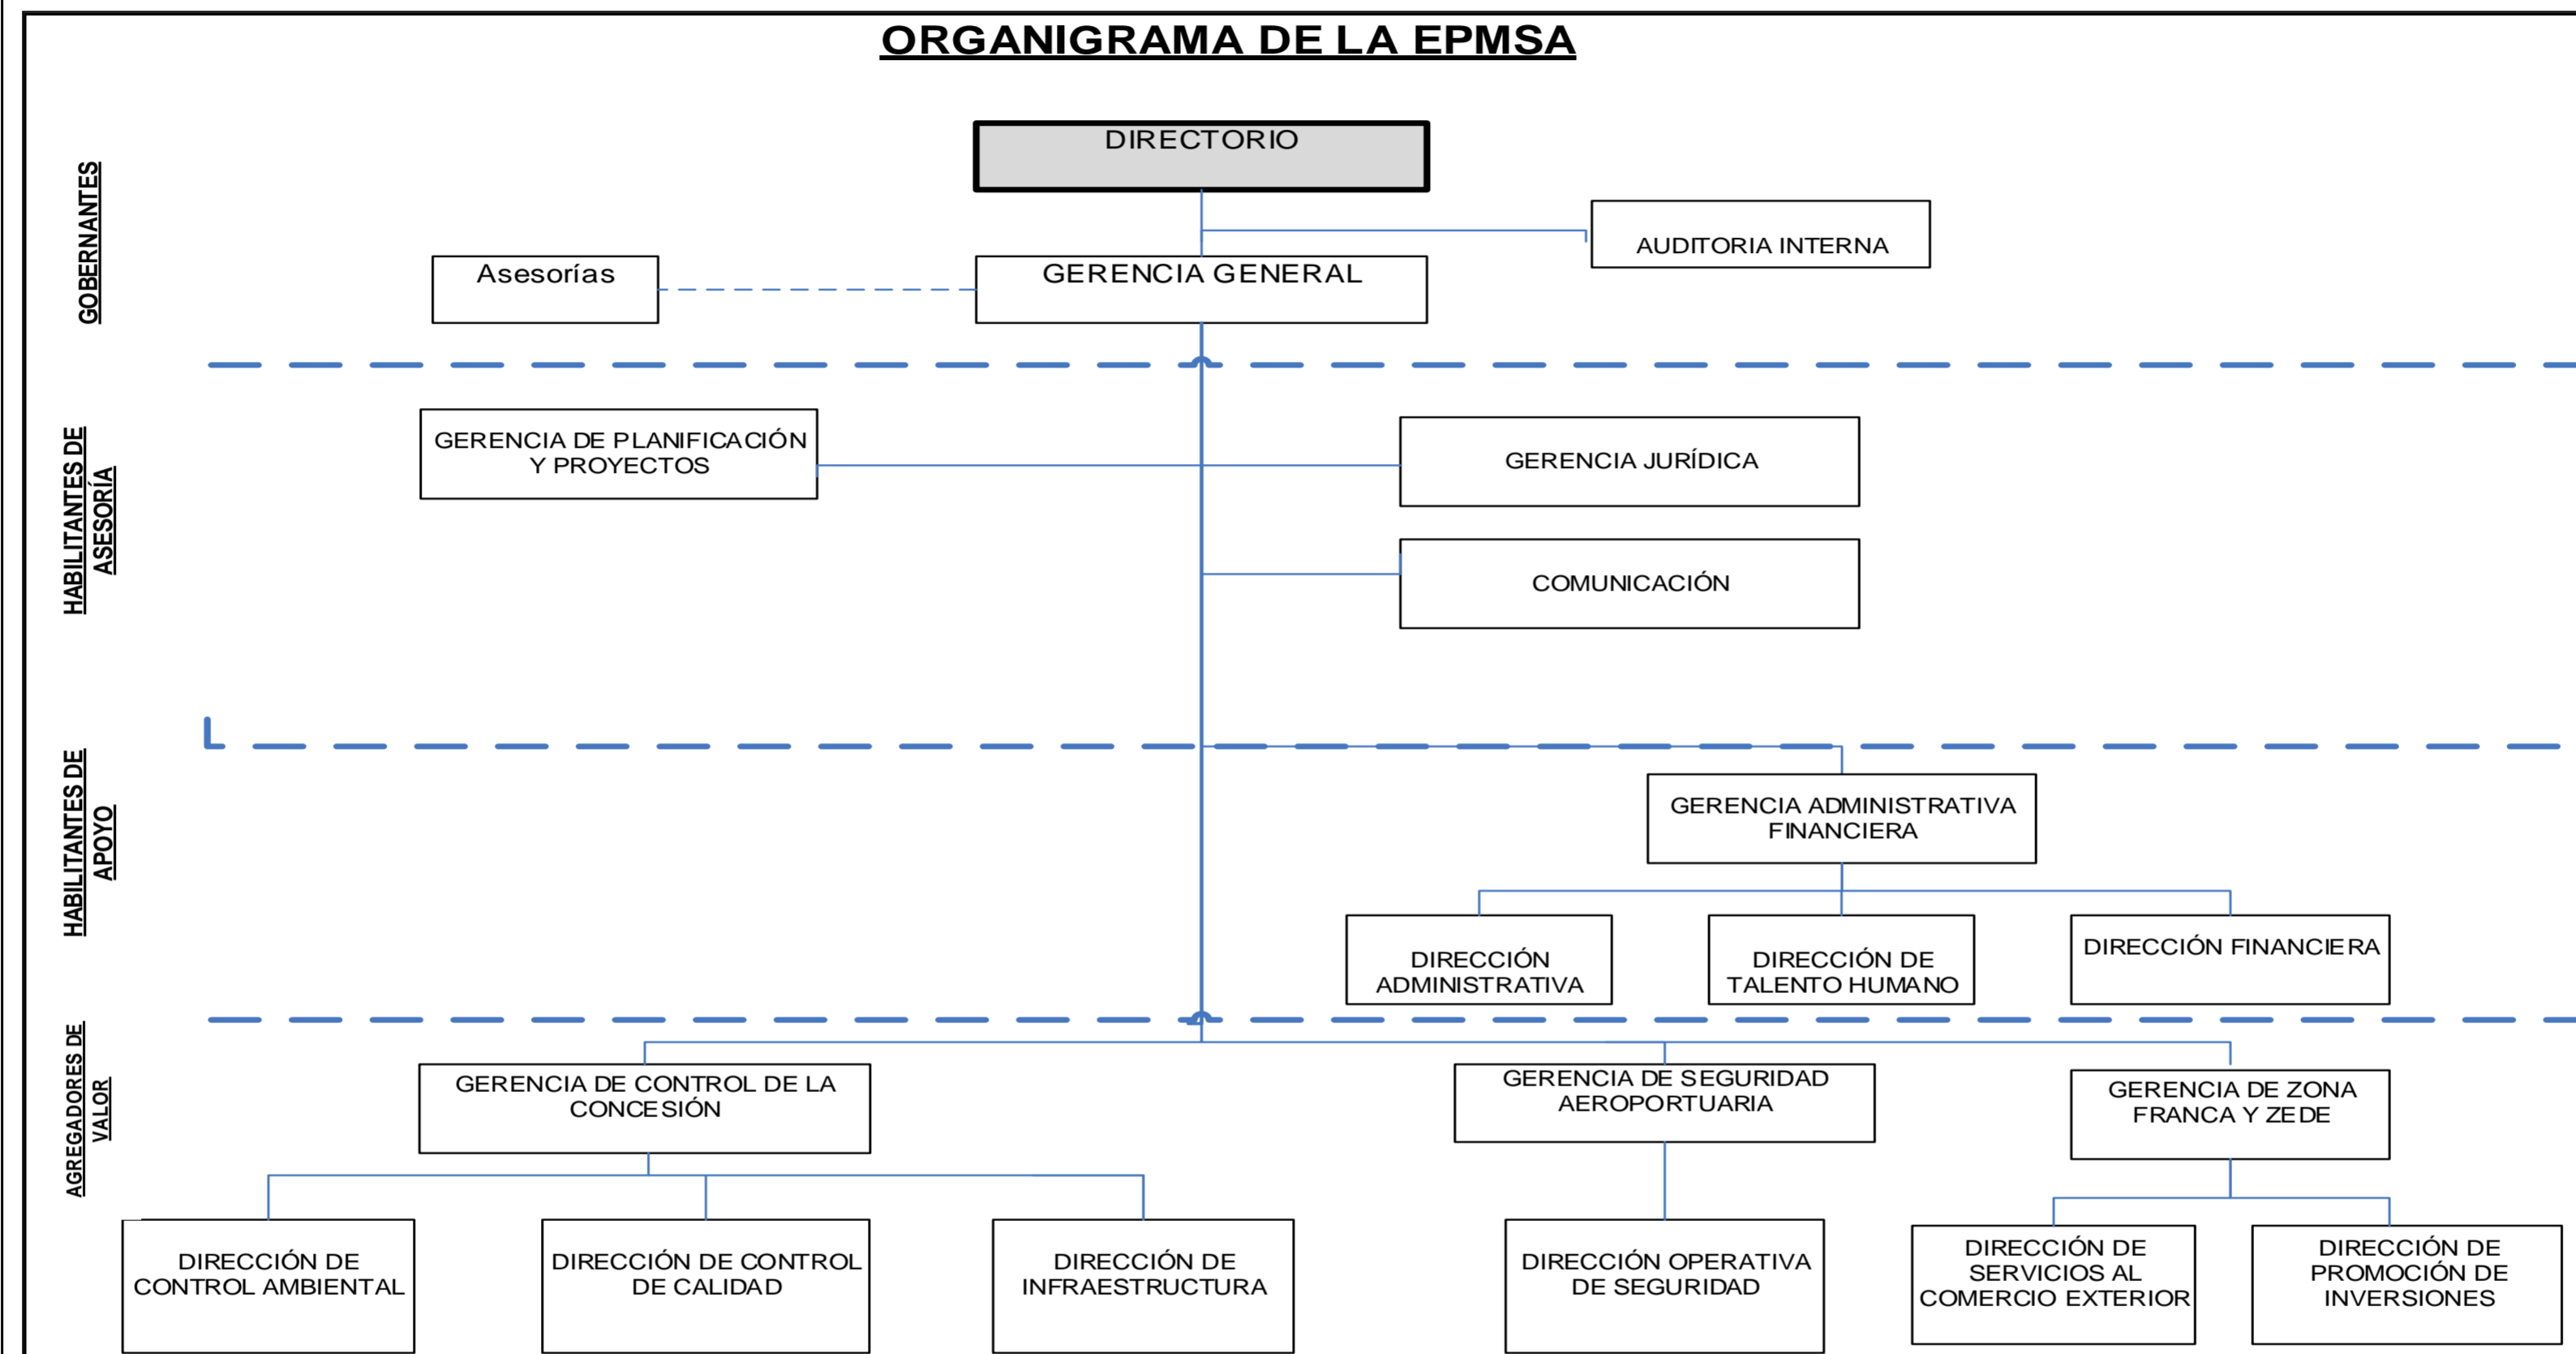 ORGANIGRAMA DE LA EPMSA
GOBERNANTES
DIRECTORIO
AUDITORIA INTERNA
Asesorías
GERENCIA GENERAL
HABILITANTES DE
ASESORÍA
GERENCIA DE PLANIFICACIÓN
Y PROYECTOS
GERENCIA JURÍDICA
COMUNICACIÓN
HABILITANTES DE
APOYO
GERENCIA ADMINISTRATIVA
FINANCIERA
DIRECCIÓN
ADMINISTRATIVA
DIRECCIÓN DE
TALENTO HUMANO
DIRECCIÓN FINANCIERA
AGREGADORES DE
VALOR
GERENCIA DE CONTROL DE LA
CONCESIÓN
GERENCIA DE SEGURIDAD
AEROPORTUARIA
GERENCIA DE ZONA
FRANCA Y ZEDE
DIRECCIÓN DE
CONTROL AMBIENTAL
DIRECCIÓN DE CONTROL
DE CALIDAD
DIRECCIÓN DE
INFRAESTRUCTURA
DIRECCIÓN OPERATIVA
DE SEGURIDAD
DIRECCIÓN DE
SERVICIOS AL
COMERCIO EXTERIOR
DIRECCIÓN DE
PROMOCIÓN DE
INVERSIONES